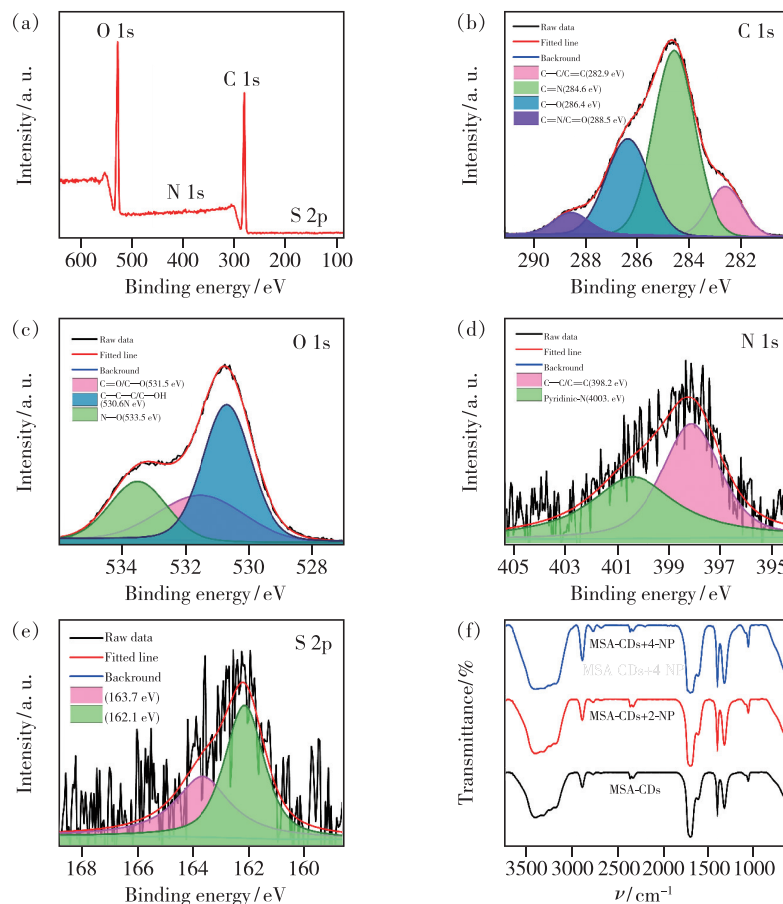 (a)
O 1s
C 1s
N 1s
S 2p
Intensity/a. u.
600 500 400 300 200 100
Binding energy/eV
(b)
C 1s
Raw data
Fitted line
Backround
C—C/C=C(282.9 eV)
C=N(284.6 eV)
C—O(286.4 eV)
C=N/C=O(288.5 eV)
Intensity/a. u.
290 288 286 284 282
Binding energy/eV
(c)
O 1s
Raw data
Fitted line
Backround
C=O/C—O(531.5 eV)
C—C—C/C—OH
(530.6N eV)
N—O(533.5 eV)
Intensity/a. u.
534 532 530 528
Binding energy/eV
(d)
N 1s
Raw data
Fitted line
Backround
C—C/C=C(398.2 eV)
Pyridinic-N(4003. eV)
Intensity/a. u.
405 403 401 399 397 395
Binding energy/eV
(e)
S 2p
Raw data
Fitted line
Backround
(163.7 eV)
(162.1 eV)
Intensity/a. u.
168 166 164 162 160
Binding energy/eV
(f)
MSA-CDs+4-NP
MSA-CDs+4-NP
MSA-CDs+2-NP
MSA-CDs
Transmittance/%
3500 3000 2500 2000 1500 1000
ν/cm⁻¹